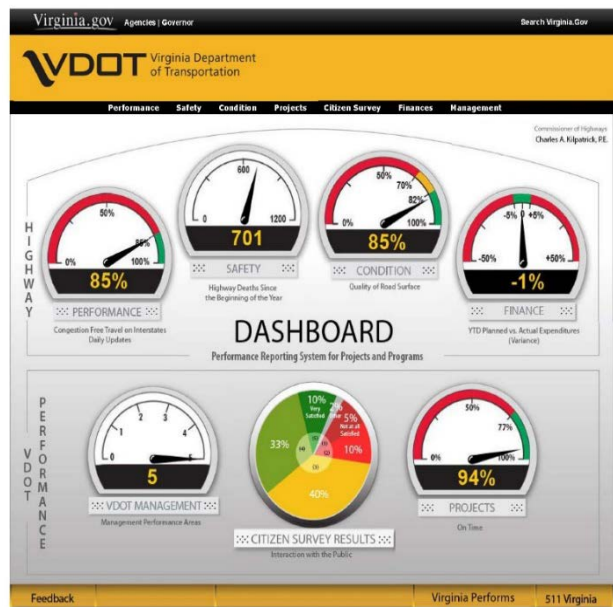 Virginia.gov Agencies | Governor Search Virginia.Gov
VDOT Virginia Department
of Transportation
Performance Safety Condition Projects Citizen Survey Finances Management
Commissioner of Highways
Charles A. Kilpatrick, P.E.
HIGHWAY
50%
0% 100%
85%
PERFORMANCE
Congestion Free Travel on Interstates
Daily Updates
600
0 1200
701
SAFETY
Highway Deaths Since
the Beginning of the Year
50%
70%
82%
0% 100%
85%
CONDITION
Quality of Road Surface
-5% 0 +5%
-50% +50%
-1%
FINANCE
YTD Planned vs. Actual Expenditures
(Variance)
DASHBOARD
Performance Reporting System for Projects and Programs
VDOT
PERFORMANCE
0 1 2 3 4 5
5
VDOT MANAGEMENT
Management Performance Areas
10%
Very
Satisfied
2%
5%
Not at all
Satisfied
33%
10%
40%
CITIZEN SURVEY RESULTS
Interaction with the Public
50%
77%
0% 100%
94%
PROJECTS
On Time
Feedback Virginia Performs 511 Virginia